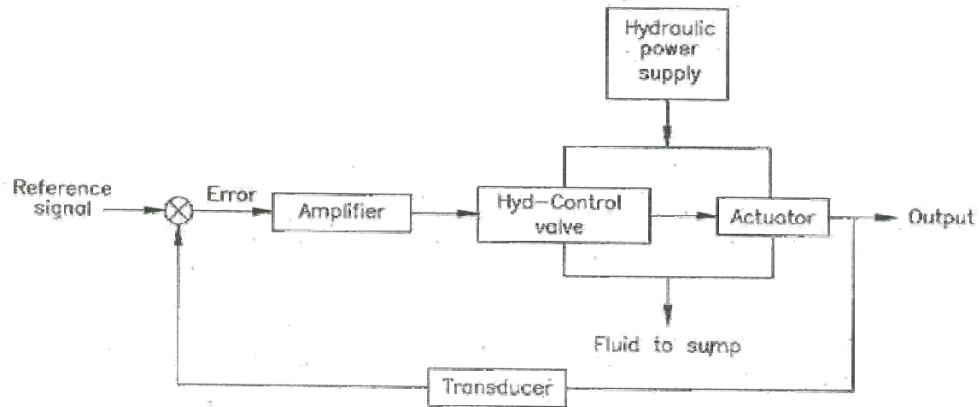 Hydraulic
power
supply
Reference
signal
Error
Amplifier
Hyd-Control
valve
Actuator
Output
Fluid to sump
Transducer